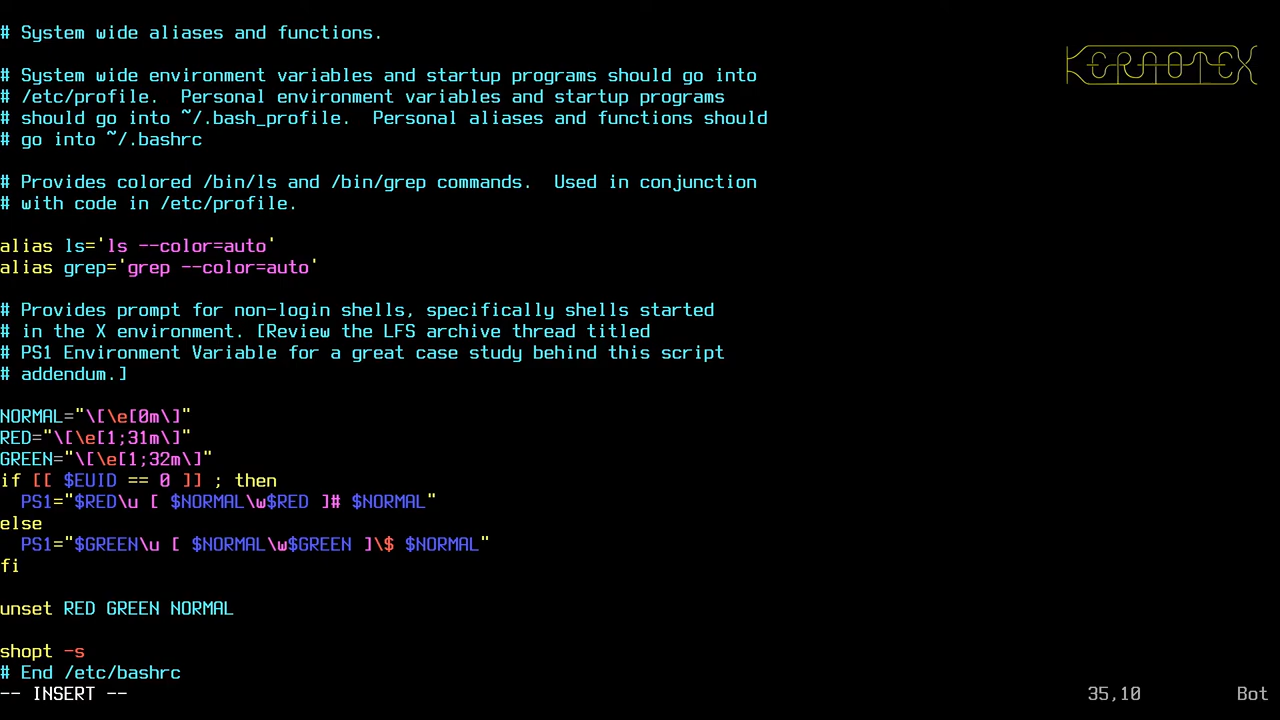 # System wide aliases and functions.
KERNOTEX
# System wide environment variables and startup programs should go into
# /etc/profile.  Personal environment variables and startup programs
# should go into ~/.bash_profile.  Personal aliases and functions should
# go into ~/.bashrc
# Provides colored /bin/ls and /bin/grep commands.  Used in conjunction
# with code in /etc/profile.
alias ls='ls --color=auto'
alias grep='grep --color=auto'
# Provides prompt for non-login shells, specifically shells started
# in the X environment. [Review the LFS archive thread titled
# PS1 Environment Variable for a great case study behind this script
# addendum.]
NORMAL="\[\e[0m\]"
RED="\[\e[1;31m\]"
GREEN="\[\e[1;32m\]"
if [[ $EUID == 0 ]] ; then
  PS1="$RED\u [ $NORMAL\w$RED ]# $NORMAL"
else
  PS1="$GREEN\u [ $NORMAL\w$GREEN ]\$ $NORMAL"
fi
unset RED GREEN NORMAL
shopt -s
# End /etc/bashrc
-- INSERT --                    35,10         Bot